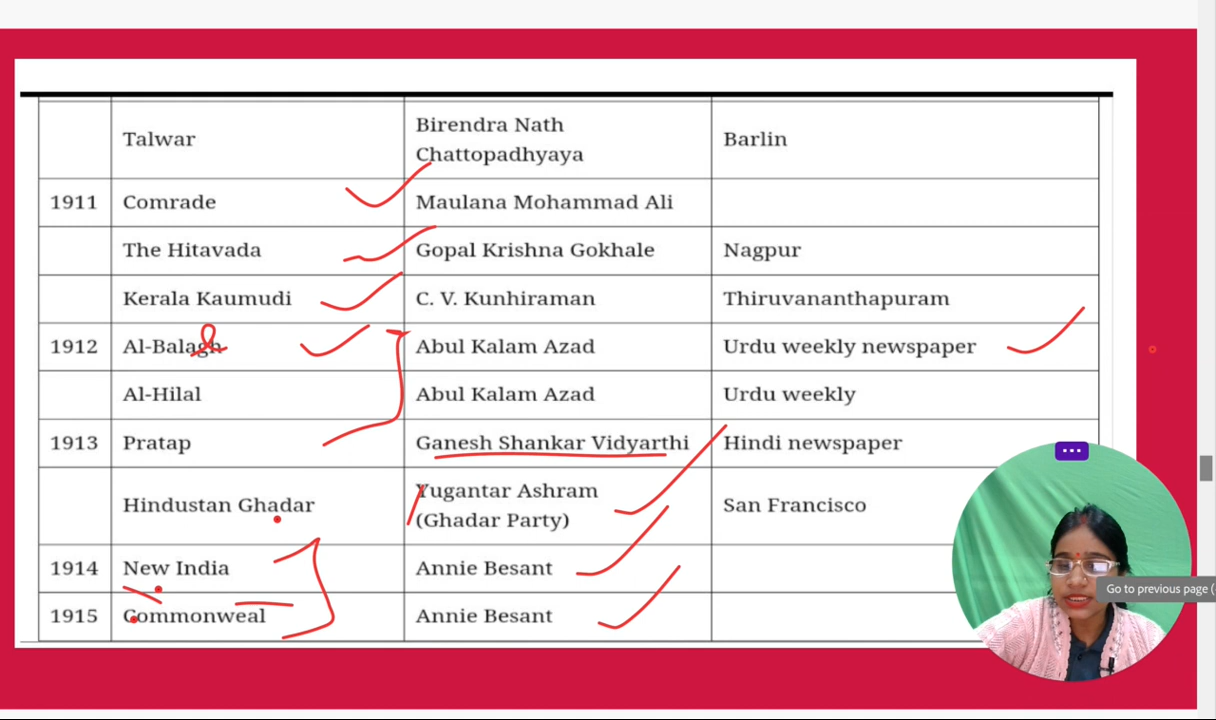 Talwar
Birendra Nath
Chattopadhyaya
Barlin
1911 Comrade Maulana Mohammad Ali
The Hitavada Gopal Krishna Gokhale Nagpur
Kerala Kaumudi C. V. Kunhiraman Thiruvananthapuram
1912 Al-Balagh Abul Kalam Azad Urdu weekly newspaper
Al-Hilal Abul Kalam Azad Urdu weekly
1913 Pratap Ganesh Shankar Vidyarthi Hindi newspaper
Hindustan Ghadar
Yugantar Ashram
(Ghadar Party)
San Francisco
1914 New India Annie Besant
1915 Commonweal Annie Besant
Go to previous page (